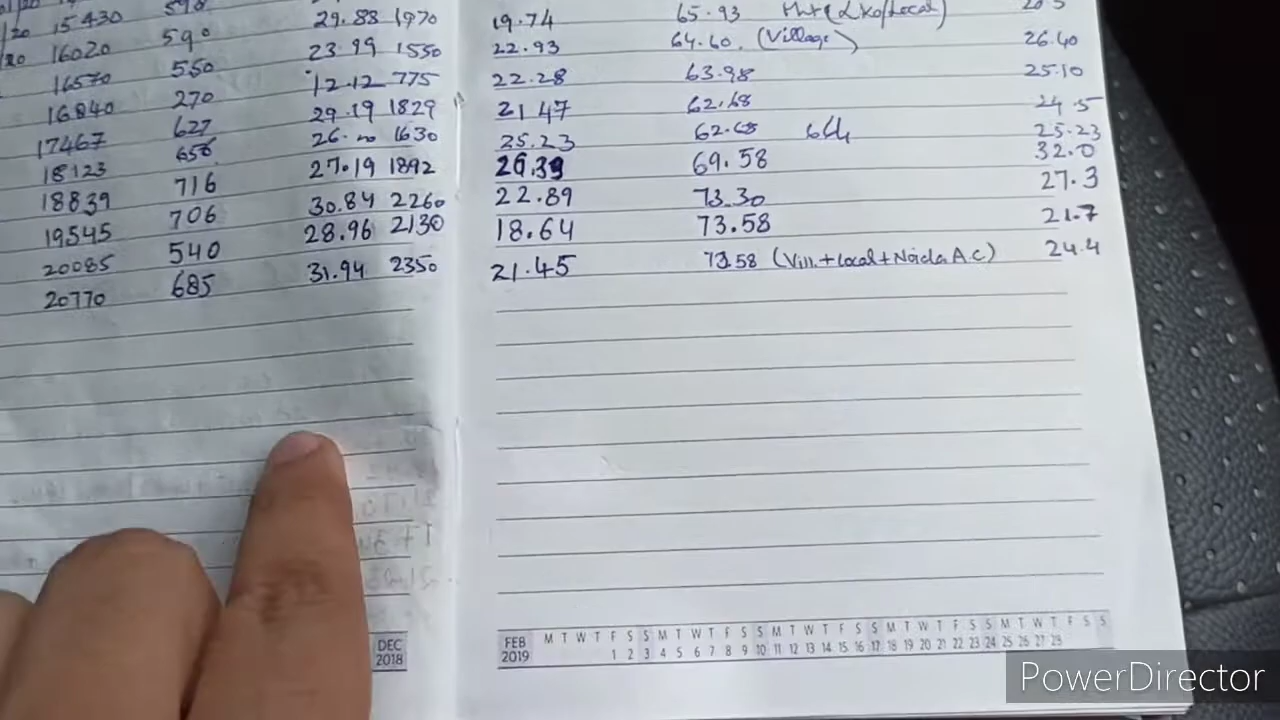 15430 590 29.88 1970 19.74 65.93
/20 16020 590 23.99 1550 22.93 64.60. (Village) 26.40
16570 550 12.12 775 22.28 63.98 25.10
16840 270 29.19 1829 21.47 62.68 24.5
17467 627 26.00 1630 25.23 62.68 25.23
18123 656 27.19 1892 26.39 69.58 32.0
18839 716 30.84 2260 22.89 73.30 27.3
19545 706 28.96 2130 18.64 73.58 21.7
20085 540 31.94 2350 21.45 73.58 (Vill.+Local+Noida A.C) 24.4
20770 685
DEC
2018
FEB
2019
M T W T F S S M T W T F S S M T W T F S S M T W T F S S M T W T F S S
1 2 3 4 5 6 7 8 9 10 11 12 13 14 15 16 17 18 19 20 21 22 23 24 25 26 27 28
PowerDirector